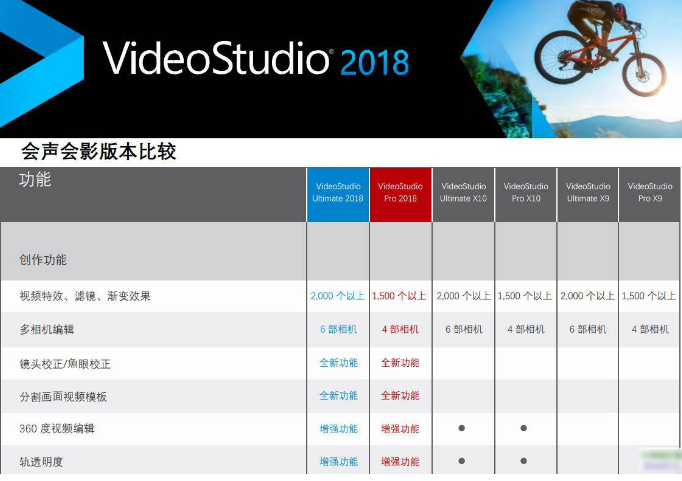 VideoStudio® 2018
会声会影版本比较
功能
VideoStudio Ultimate 2018
VideoStudio Pro 2018
VideoStudio Ultimate X10
VideoStudio Pro X10
VideoStudio Ultimate X9
VideoStudio Pro X9
创作功能
视频特效、滤镜、渐变效果 2,000 个以上 1,500 个以上 2,000 个以上 1,500 个以上 2,000 个以上 1,500 个以上
多相机编辑 6 部相机 4 部相机 6 部相机 4 部相机 6 部相机 4 部相机
镜头校正/魚眼校正 全新功能 全新功能
分割画面视频模板 全新功能 全新功能
360 度视频编辑 增强功能 增强功能 ● ●
轨透明度 增强功能 增强功能 ● ●